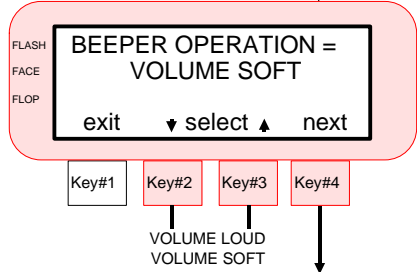 BEEPER OPERATION =
FLASH
VOLUME SOFT
FACE
FLOP
exit select next
Key#1 Key#2 Key#3 Key#4
VOLUME LOUD
VOLUME SOFT